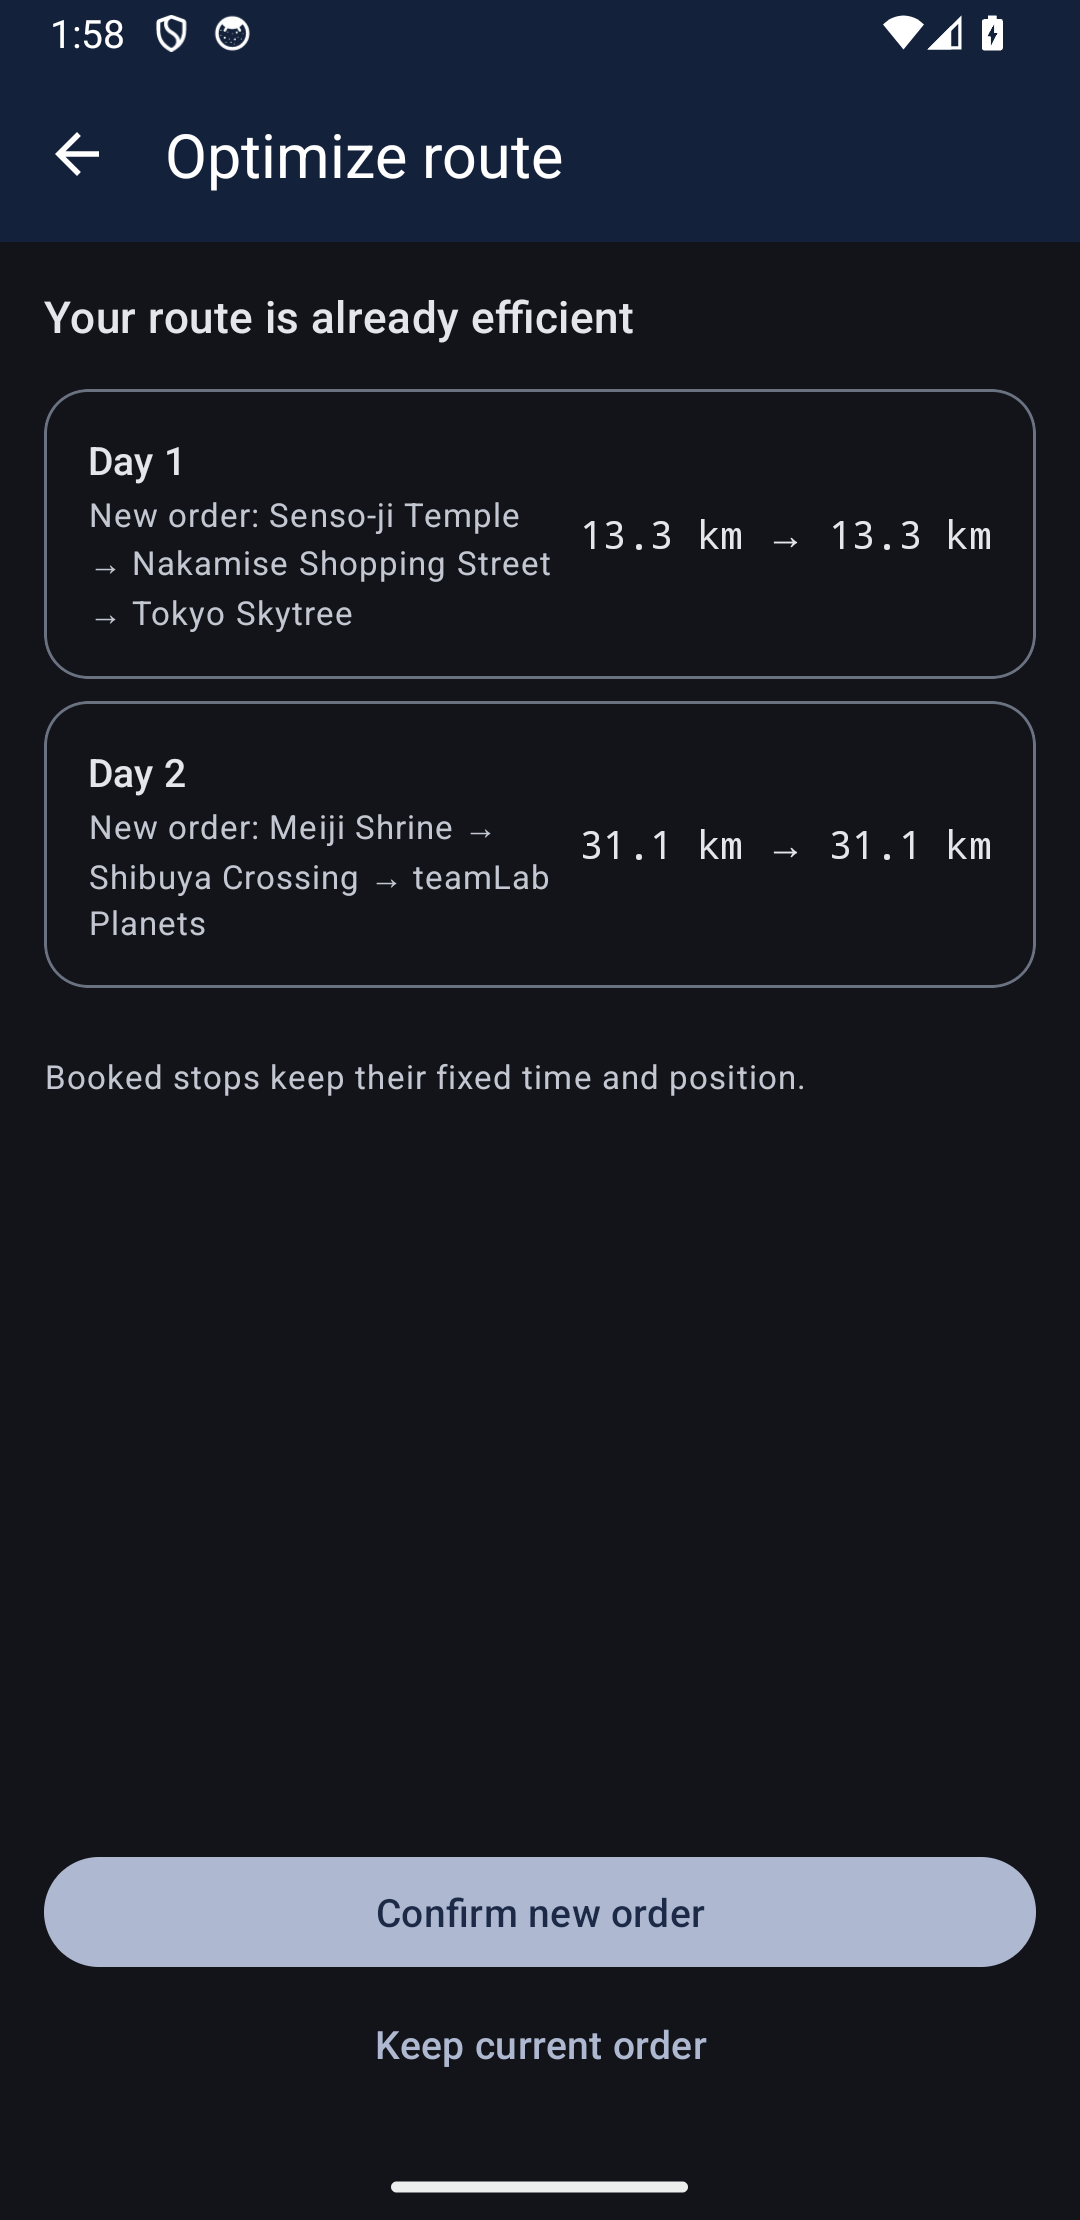 1:58
Optimize route
Your route is already efficient
Day 1
New order: Senso-ji Temple
→ Nakamise Shopping Street
→ Tokyo Skytree
13.3 km → 13.3 km
Day 2
New order: Meiji Shrine →
Shibuya Crossing → teamLab
Planets
31.1 km → 31.1 km
Booked stops keep their fixed time and position.
Confirm new order
Keep current order